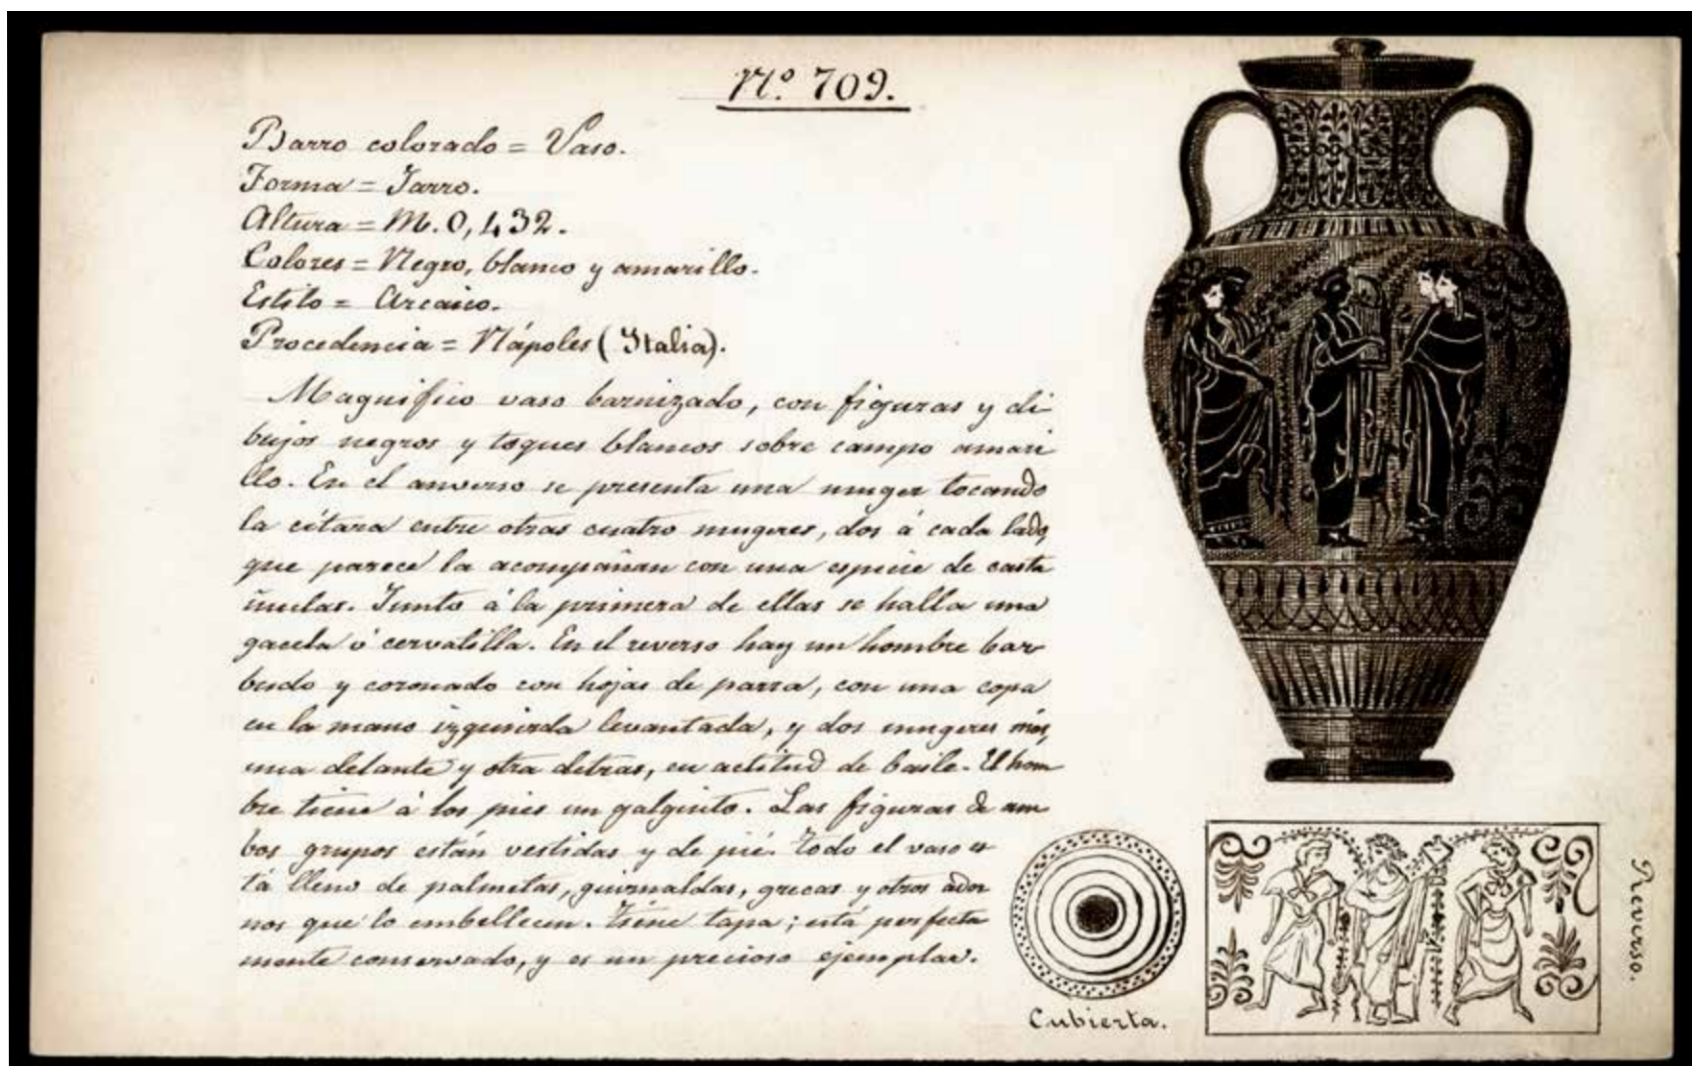 Nº 709.
Barro colorado = Vaso.
Forma = Jarro.
Altura = M. 0,432.
Colores = Negro, blanco y amarillo.
Estilo = Arcaico.
Procedencia = Nápoles (Italia).
Magnífico vaso barnizado, con figuras y di
bujos negros y toques blancos sobre campo amari
llo. En el anverso se presenta una muger tocando
la cítara entre otras cuatro mugeres, dos á cada lado,
que parece la acompañan con una especie de casta
ñuelas. Junto á la primera de ellas se halla una
gacela ó cervatilla. En el reverso hay un hombre bar
budo y coronado con hojas de parra, con una copa
en la mano izquierda levantada, y dos mugeres más,
una delante y otra detras, en actitud de baile. El hom
bre tiene á los pies un galguito. Las figuras de am
bos grupos están vestidas y de pié. Todo el vaso es
tá lleno de palmetas, guirnaldas, grecas y otros ador
nos que lo embellecen. Tiene tapa; está perfecta
mente conservado, y es un precioso ejemplar.
Cubierta.
Reverso.